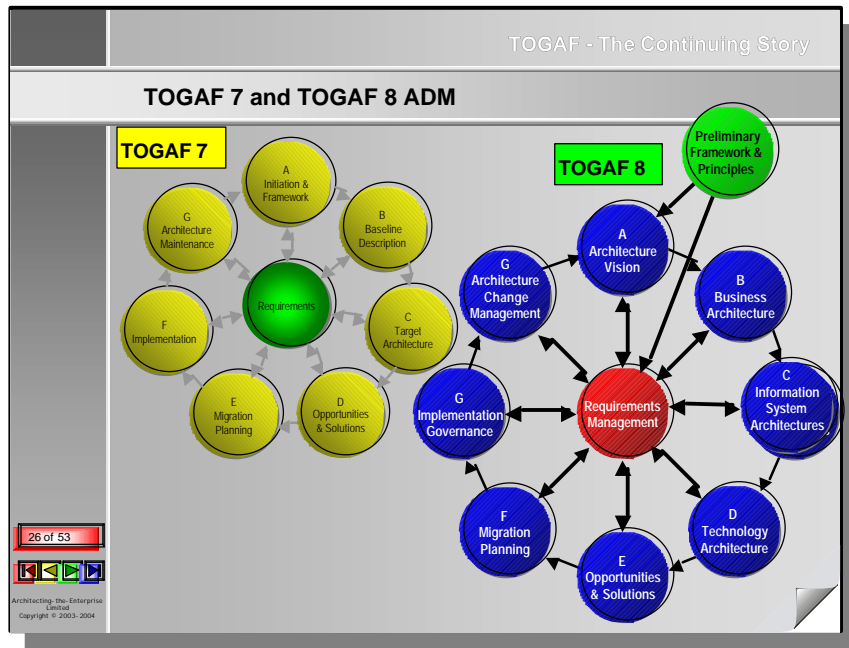 TOGAF - The Continuing Story
TOGAF 7 and TOGAF 8 ADM
TOGAF 7
A
Initiation &
Framework
B
Baseline
Description
C
Target
Architecture
D
Opportunities
& Solutions
E
Migration
Planning
F
Implementation
G
Architecture
Maintenance
Requirements
TOGAF 8
Preliminary
Framework &
Principles
A
Architecture
Vision
B
Business
Architecture
C
Information
System
Architectures
D
Technology
Architecture
E
Opportunities
& Solutions
F
Migration
Planning
G
Implementation
Governance
G
Architecture
Change
Management
Requirements
Management
26 of 53
Architecting-the-Enterprise
Limited
Copyright © 2003-2004